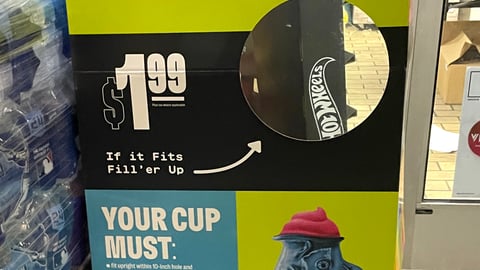 $1.99
If it Fits
Fill'er Up
HOT WHEELS
YOUR CUP
MUST:
• fit upright within 10-inch hole and